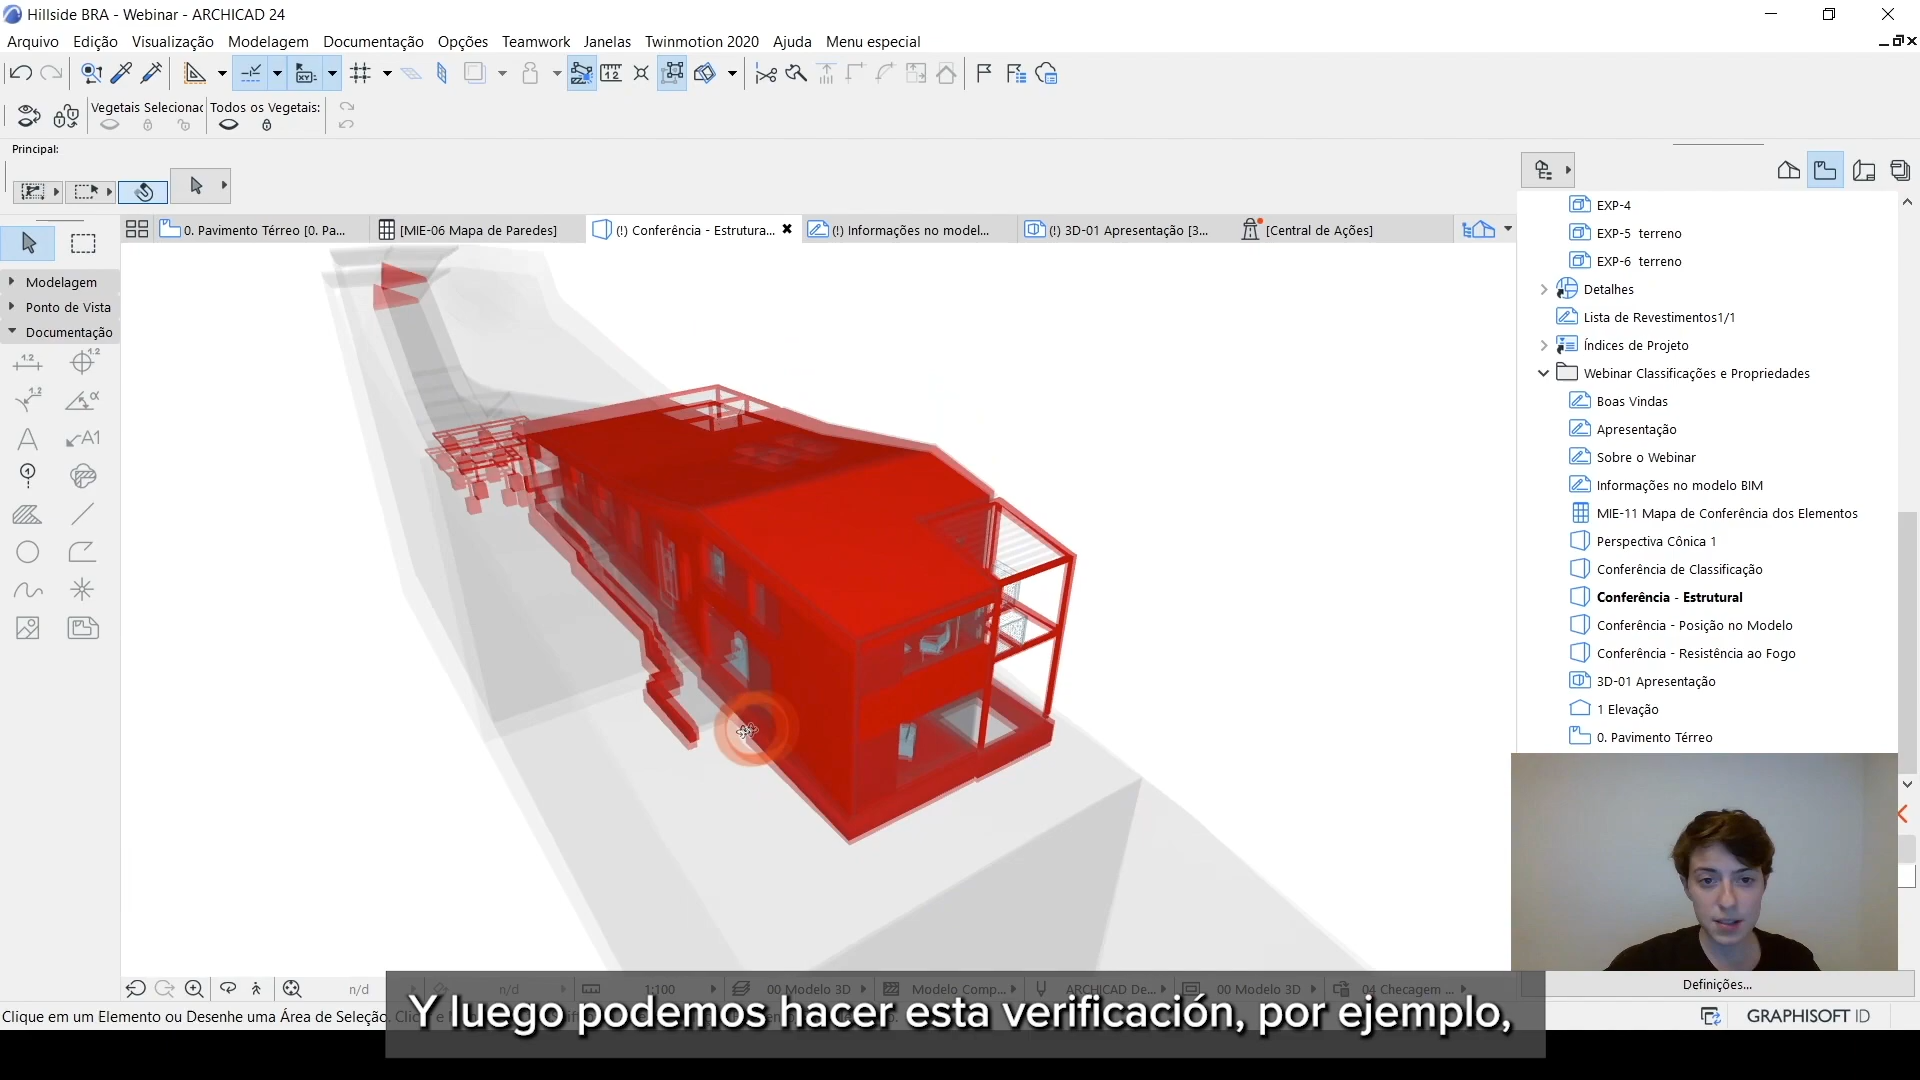 Hillside BRA - Webinar - ARCHICAD 24
Arquivo Edição Visualização Modelagem Documentação Opções Teamwork Janelas Twinmotion 2020 Ajuda Menu especial
Vegetais Selecionac Todos os Vegetais:
Principal:
0. Pavimento Térreo [0. Pa...
[MIE-06 Mapa de Paredes]
(!) Conferência - Estrutura...
(!) Informações no model...
(!) 3D-01 Apresentação [3...
[Central de Ações]
Modelagem
Ponto de Vista
Documentação
EXP-4
EXP-5 terreno
EXP-6 terreno
Detalhes
Lista de Revestimentos1/1
Índices de Projeto
Webinar Classificações e Propriedades
Boas Vindas
Apresentação
Sobre o Webinar
Informações no modelo BIM
MIE-11 Mapa de Conferência dos Elementos
Perspectiva Cônica 1
Conferência de Classificação
Conferência - Estrutural
Conferência - Posição no Modelo
Conferência - Resistência ao Fogo
3D-01 Apresentação
1 Elevação
0. Pavimento Térreo
Definições...
n/d n/d 1:100 00 Modelo 3D Modelo Comp... ARCHICAD De... 00 Modelo 3D 04 Checagem ...
Clique em um Elemento ou Desenhe uma Área de Seleção.
GRAPHISOFT ID
Y luego podemos hacer esta verificación, por ejemplo,